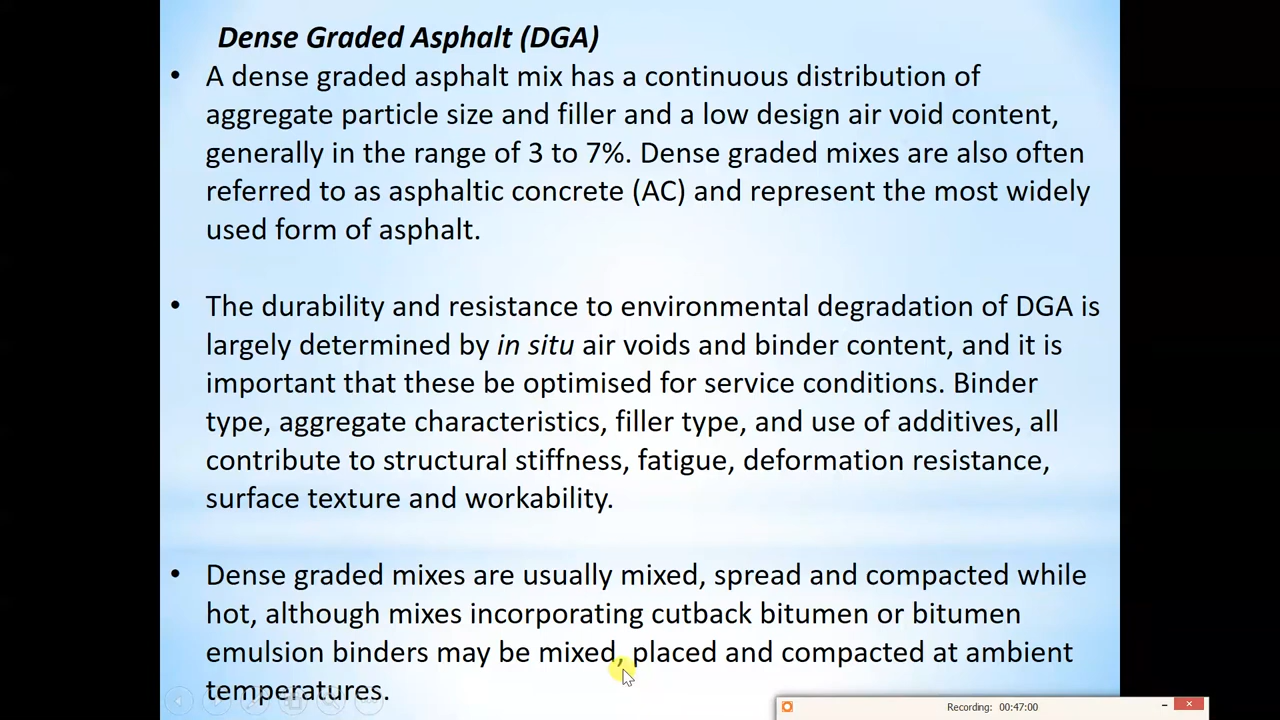 Dense Graded Asphalt (DGA)
• A dense graded asphalt mix has a continuous distribution of
aggregate particle size and filler and a low design air void content,
generally in the range of 3 to 7%. Dense graded mixes are also often
referred to as asphaltic concrete (AC) and represent the most widely
used form of asphalt.
• The durability and resistance to environmental degradation of DGA is
largely determined by in situ air voids and binder content, and it is
important that these be optimised for service conditions. Binder
type, aggregate characteristics, filler type, and use of additives, all
contribute to structural stiffness, fatigue, deformation resistance,
surface texture and workability.
• Dense graded mixes are usually mixed, spread and compacted while
hot, although mixes incorporating cutback bitumen or bitumen
emulsion binders may be mixed, placed and compacted at ambient
temperatures.
Recording: 00:47:00